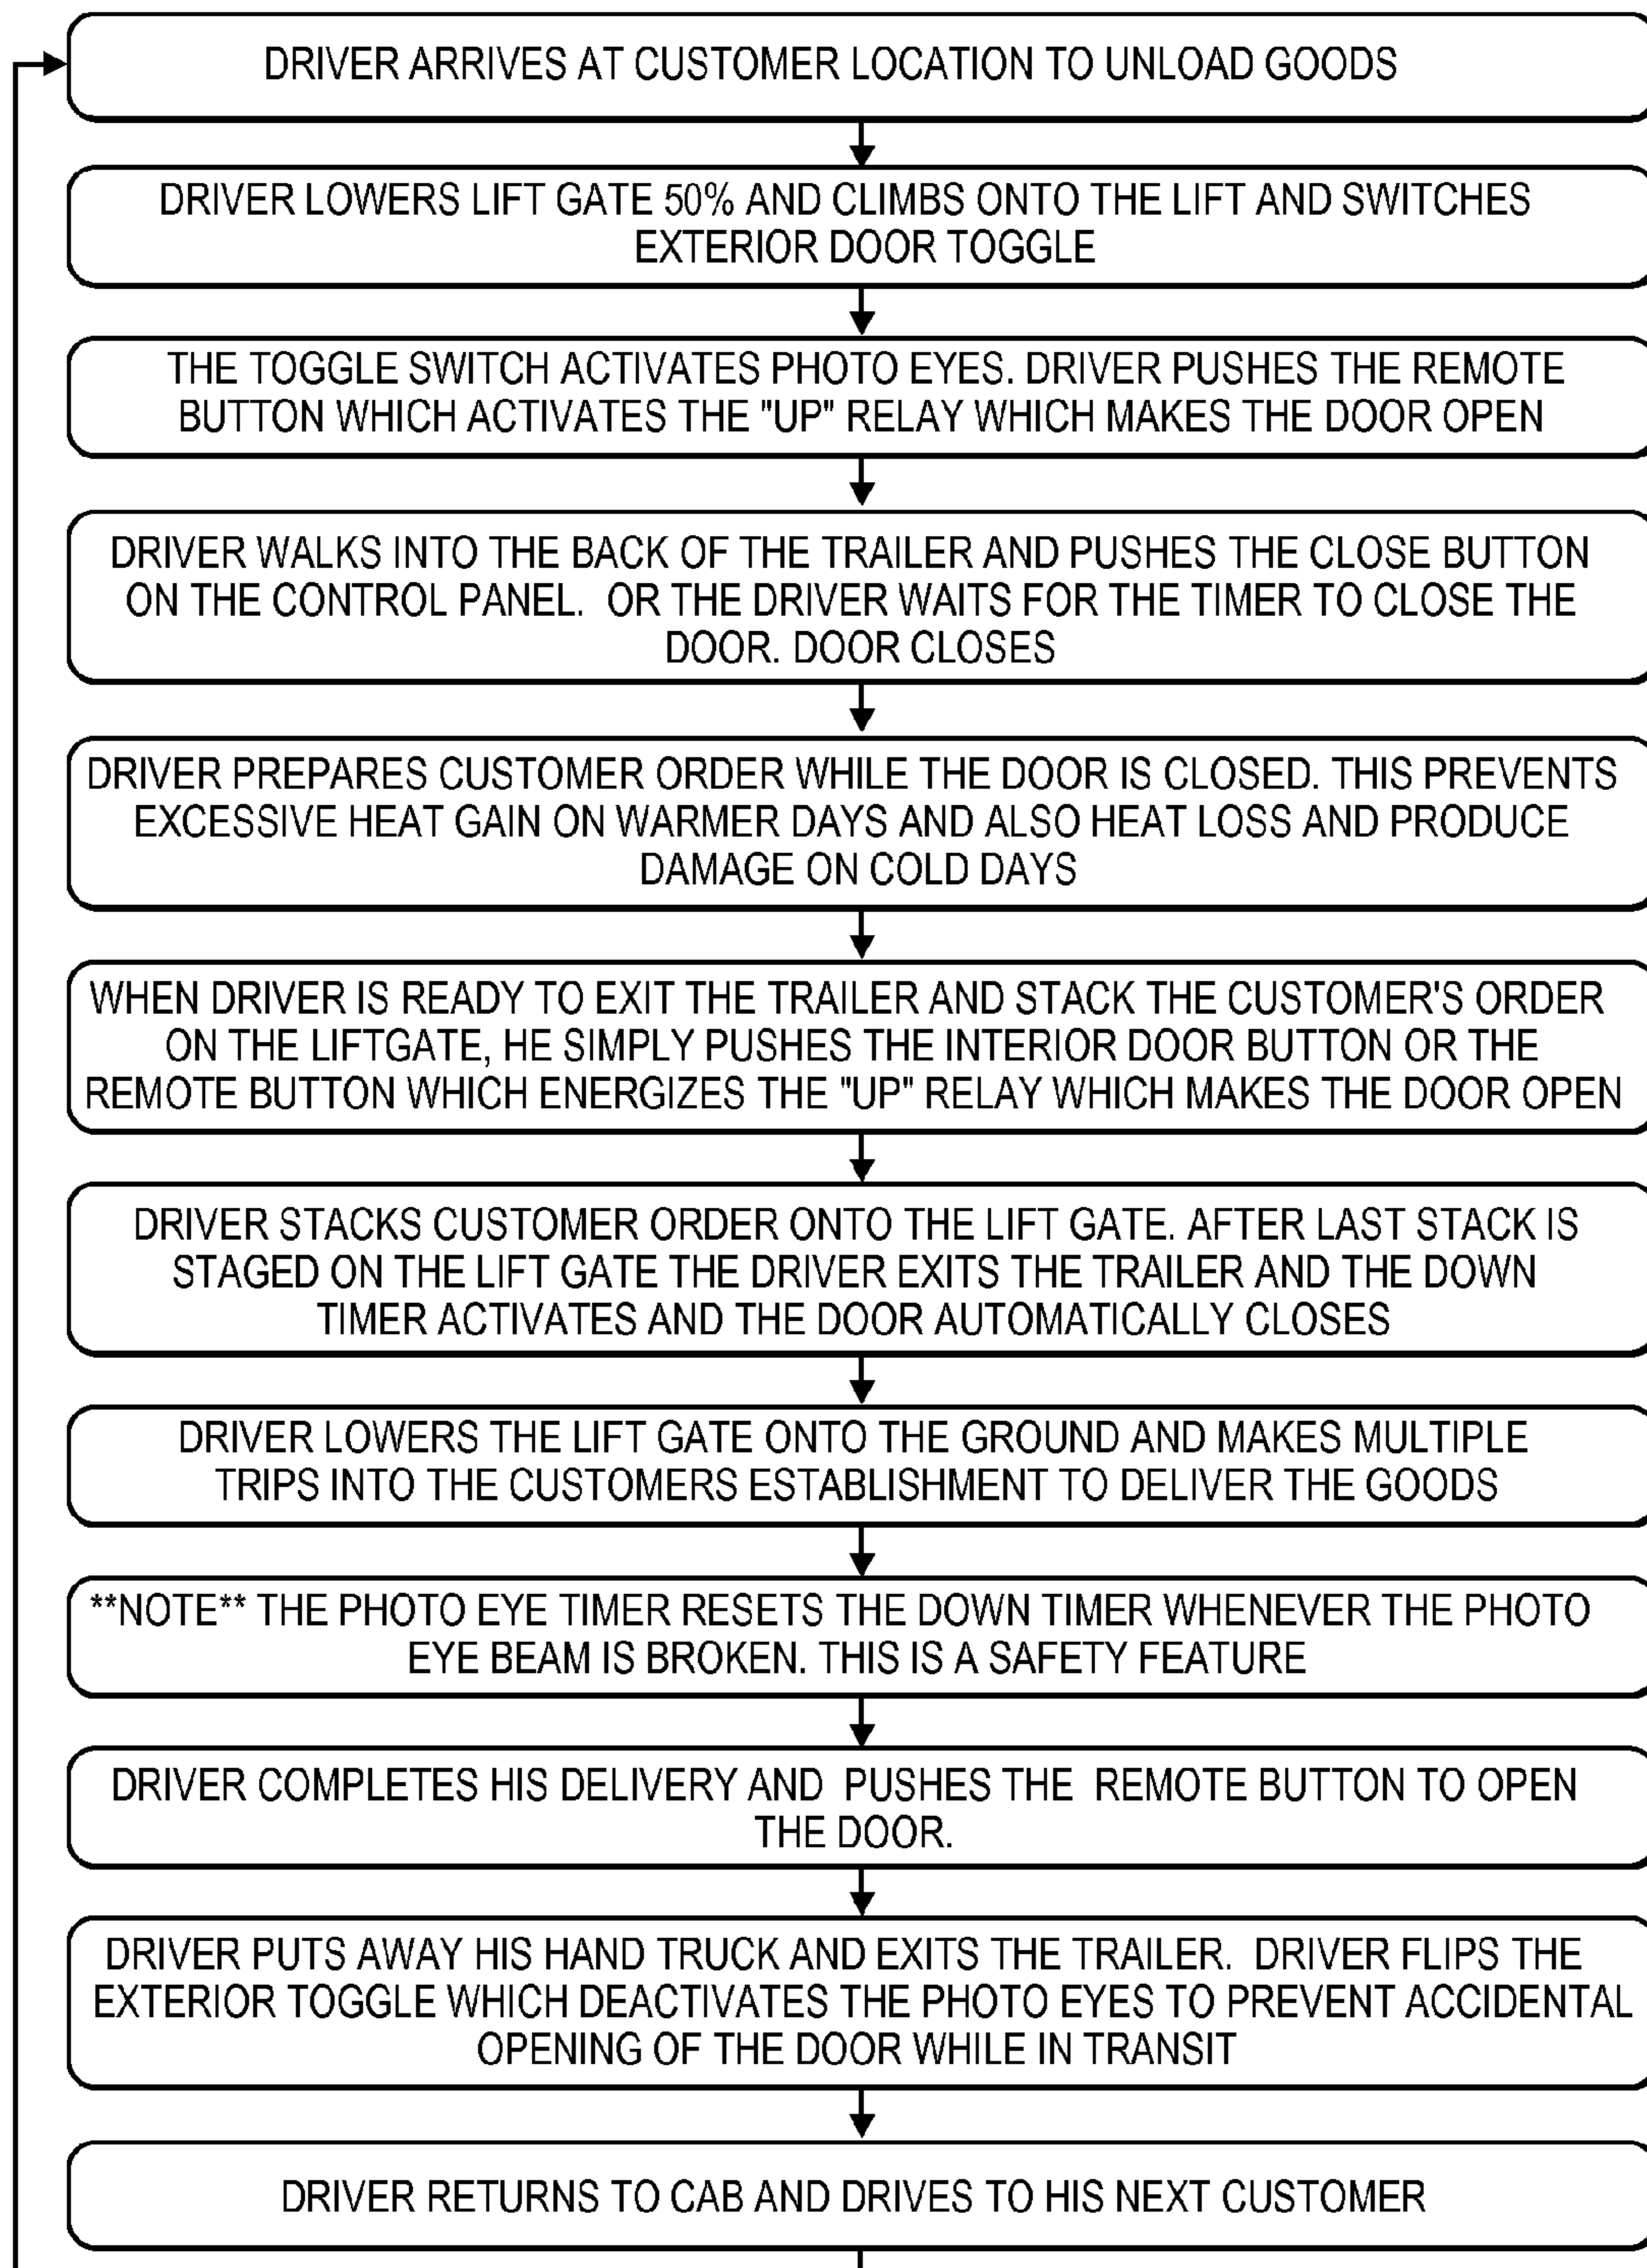 DRIVER ARRIVES AT CUSTOMER LOCATION TO UNLOAD GOODS
DRIVER LOWERS LIFT GATE 50% AND CLIMBS ONTO THE LIFT AND SWITCHES
EXTERIOR DOOR TOGGLE
THE TOGGLE SWITCH ACTIVATES PHOTO EYES. DRIVER PUSHES THE REMOTE
BUTTON WHICH ACTIVATES THE "UP" RELAY WHICH MAKES THE DOOR OPEN
DRIVER WALKS INTO THE BACK OF THE TRAILER AND PUSHES THE CLOSE BUTTON
ON THE CONTROL PANEL. OR THE DRIVER WAITS FOR THE TIMER TO CLOSE THE
DOOR. DOOR CLOSES
DRIVER PREPARES CUSTOMER ORDER WHILE THE DOOR IS CLOSED. THIS PREVENTS
EXCESSIVE HEAT GAIN ON WARMER DAYS AND ALSO HEAT LOSS AND PRODUCE
DAMAGE ON COLD DAYS
WHEN DRIVER IS READY TO EXIT THE TRAILER AND STACK THE CUSTOMER'S ORDER
ON THE LIFTGATE, HE SIMPLY PUSHES THE INTERIOR DOOR BUTTON OR THE
REMOTE BUTTON WHICH ENERGIZES THE "UP" RELAY WHICH MAKES THE DOOR OPEN
DRIVER STACKS CUSTOMER ORDER ONTO THE LIFT GATE. AFTER LAST STACK IS
STAGED ON THE LIFT GATE THE DRIVER EXITS THE TRAILER AND THE DOWN
TIMER ACTIVATES AND THE DOOR AUTOMATICALLY CLOSES
DRIVER LOWERS THE LIFT GATE ONTO THE GROUND AND MAKES MULTIPLE
TRIPS INTO THE CUSTOMERS ESTABLISHMENT TO DELIVER THE GOODS
**NOTE** THE PHOTO EYE TIMER RESETS THE DOWN TIMER WHENEVER THE PHOTO
EYE BEAM IS BROKEN. THIS IS A SAFETY FEATURE
DRIVER COMPLETES HIS DELIVERY AND PUSHES THE REMOTE BUTTON TO OPEN
THE DOOR.
DRIVER PUTS AWAY HIS HAND TRUCK AND EXITS THE TRAILER. DRIVER FLIPS THE
EXTERIOR TOGGLE WHICH DEACTIVATES THE PHOTO EYES TO PREVENT ACCIDENTAL
OPENING OF THE DOOR WHILE IN TRANSIT
DRIVER RETURNS TO CAB AND DRIVES TO HIS NEXT CUSTOMER